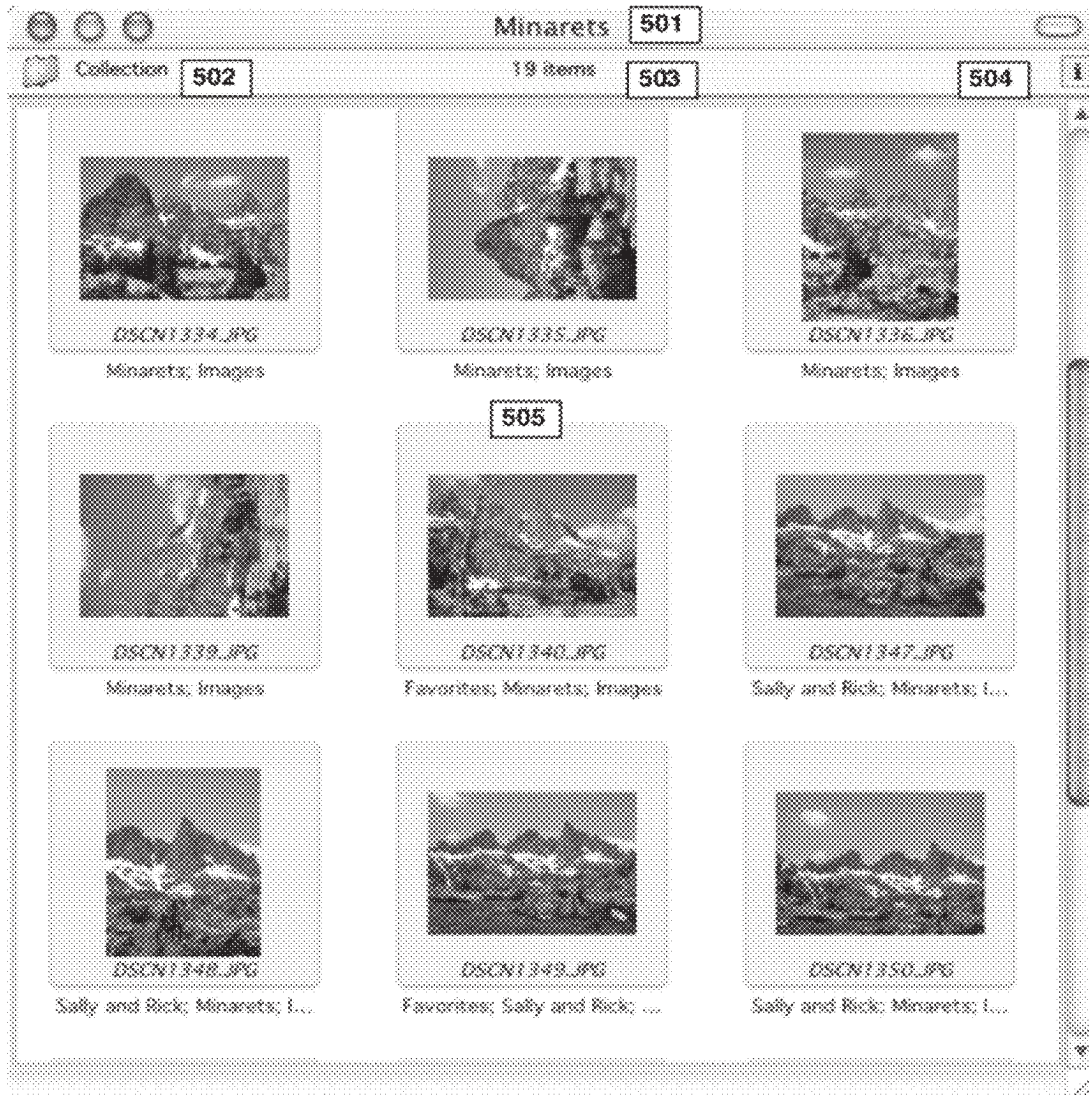 Minarets 501
Collection 502 19 items 503 504 i
DSCN1334.JPG DSCN1335.JPG DSCN1336.JPG
Minarets; Images Minarets; Images Minarets; Images
505
DSCN1339.JPG DSCN1340.JPG DSCN1347.JPG
Minarets; Images Favorites; Minarets; Images Sally and Rick; Minarets; I...
DSCN1348.JPG DSCN1349.JPG DSCN1350.JPG
Sally and Rick; Minarets; I... Favorites; Sally and Rick; ... Sally and Rick; Minarets; I...